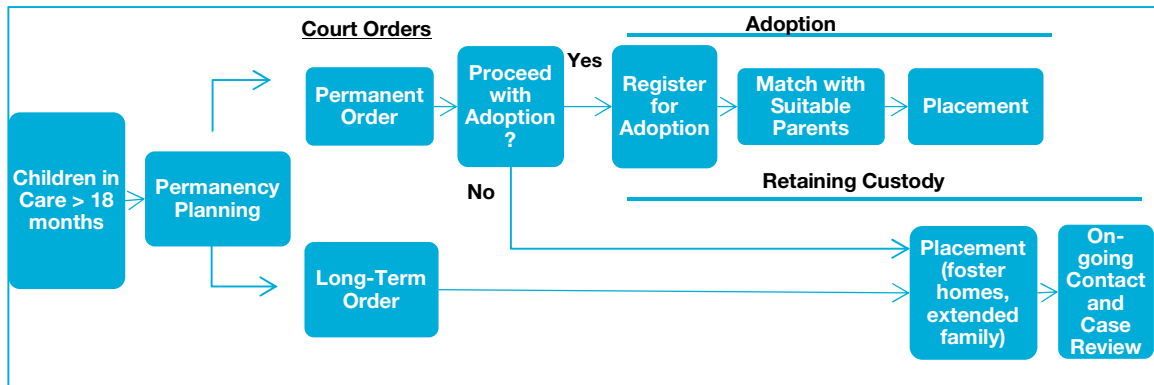 Court Orders
Adoption
Children in
Care > 18
months
Permanency
Planning
Permanent
Order
Proceed
with
Adoption
?
Yes
No
Register
for
Adoption
Match with
Suitable
Parents
Placement
Retaining Custody
Long-Term
Order
Placement
(foster
homes,
extended
family)
On-
going
Contact
and
Case
Review